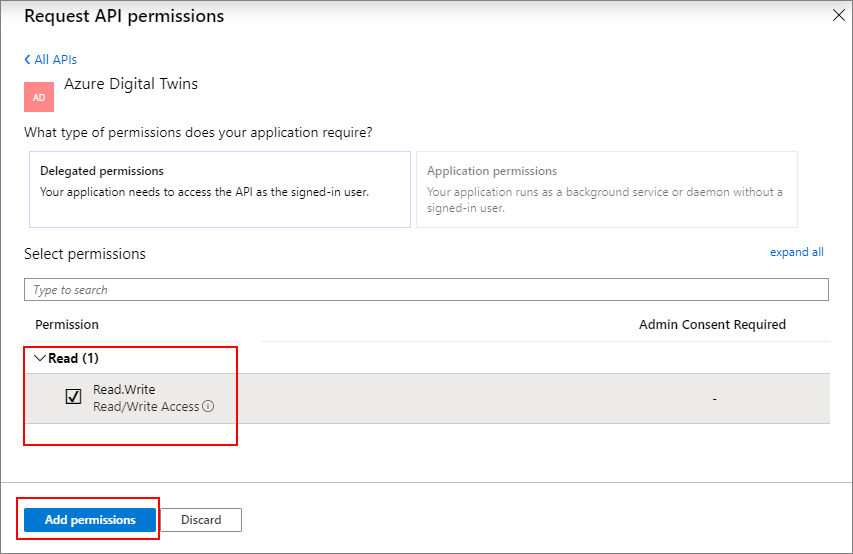 Request API permissions
All APIs
AD
Azure Digital Twins
What type of permissions does your application require?
Delegated permissions
Your application needs to access the API as the signed-in user.
Application permissions
Your application runs as a background service or daemon without a
signed-in user.
Select permissions
expand all
Type to search
Permission
Admin Consent Required
Read (1)
Read.Write
Read/Write Access
-
Add permissions
Discard